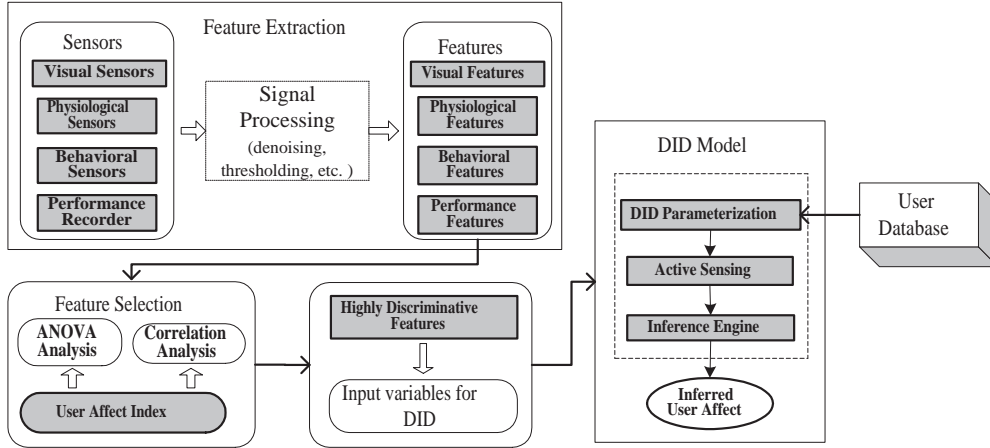 Feature Extraction
Sensors
Visual Sensors
Physiological
Sensors
Behavioral
Sensors
Performance
Recorder
Signal
Processing
(denoising,
thresholding, etc. )
Features
Visual Features
Physiological
Features
Behavioral
Features
Performance
Features
Feature Selection
ANOVA
Analysis
Correlation
Analysis
User Affect Index
Highly Discriminative
Features
Input variables for
DID
DID Model
DID Parameterization
Active Sensing
Inference Engine
Inferred
User Affect
User
Database